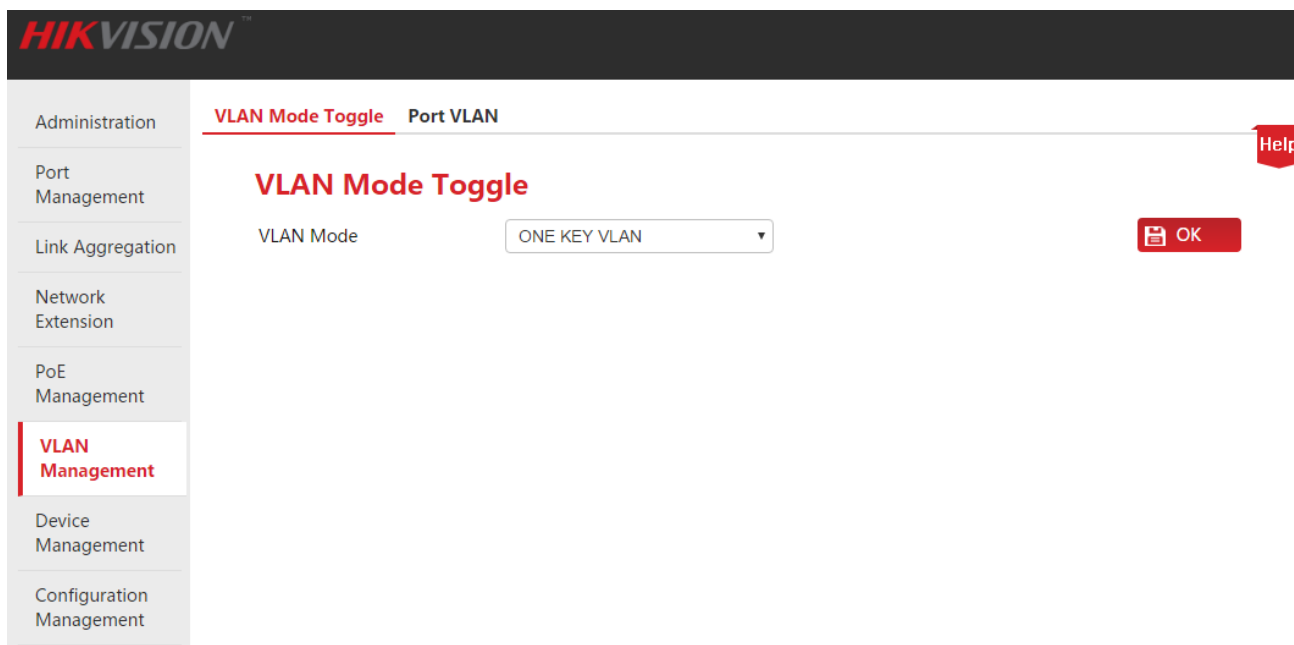 HIKVISION™
Administration
Port
Management
Link Aggregation
Network
Extension
PoE
Management
VLAN
Management
Device
Management
Configuration
Management
VLAN Mode Toggle Port VLAN
Help
VLAN Mode Toggle
VLAN Mode ONE KEY VLAN OK